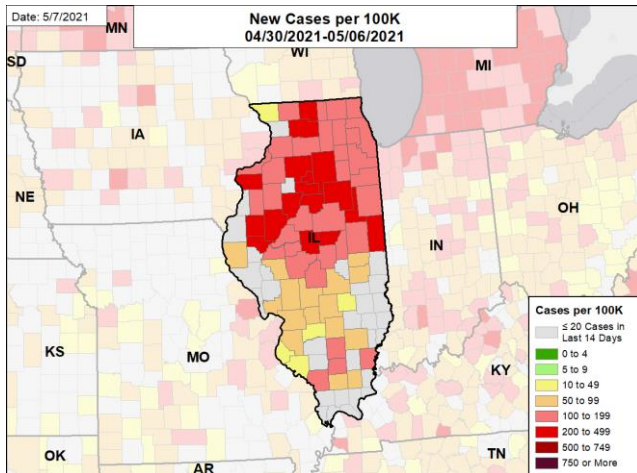 Date: 5/7/2021
New Cases per 100K
04/30/2021-05/06/2021
MN
WI
SD
MI
IA
NE
OH
IL
IN
KS
MO
KY
OK
AR
TN
Cases per 100K
≤ 20 Cases in
Last 14 Days
0 to 4
5 to 9
10 to 49
50 to 99
100 to 199
200 to 499
500 to 749
750 or More